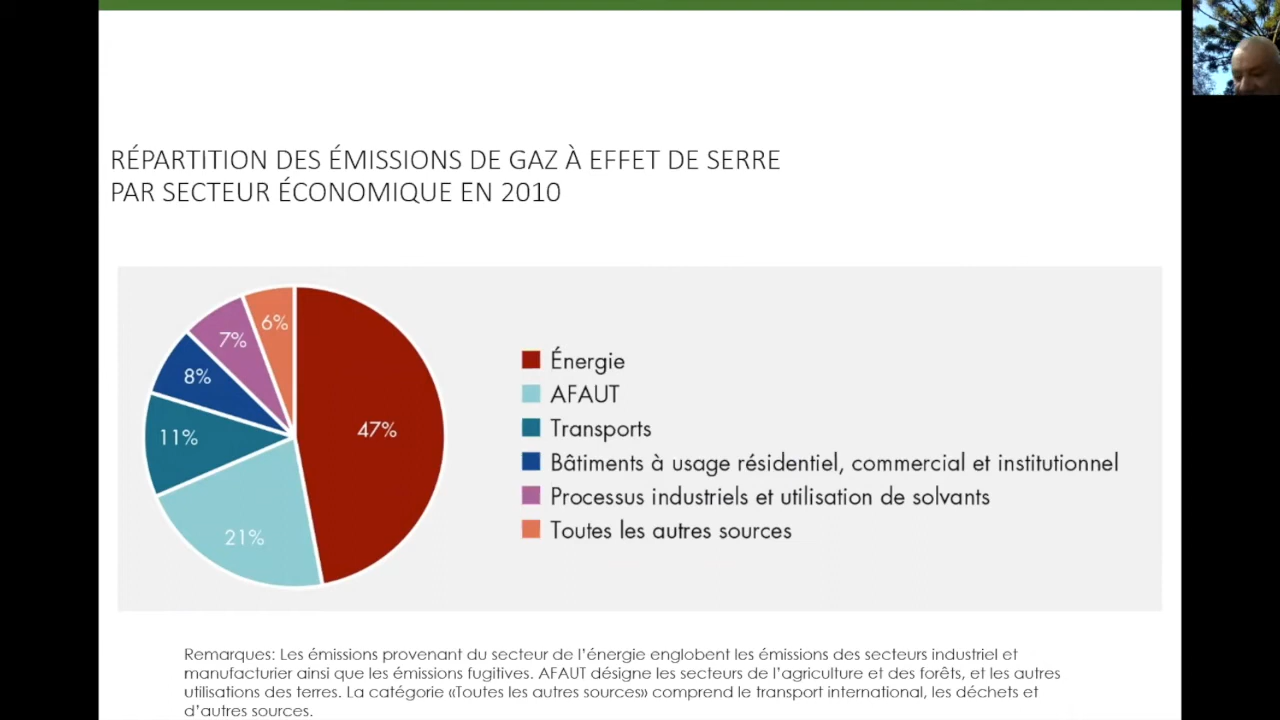 RÉPARTITION DES ÉMISSIONS DE GAZ À EFFET DE SERRE
PAR SECTEUR ÉCONOMIQUE EN 2010
6%
7%
8%
47%
11%
21%
Énergie
AFAUT
Transports
Bâtiments à usage résidentiel, commercial et institutionnel
Processus industriels et utilisation de solvants
Toutes les autres sources
Remarques: Les émissions provenant du secteur de l'énergie englobent les émissions des secteurs industriel et
manufacturier ainsi que les émissions fugitives. AFAUT désigne les secteurs de l'agriculture et des forêts, et les autres
utilisations des terres. La catégorie «Toutes les autres sources» comprend le transport international, les déchets et
d'autres sources.